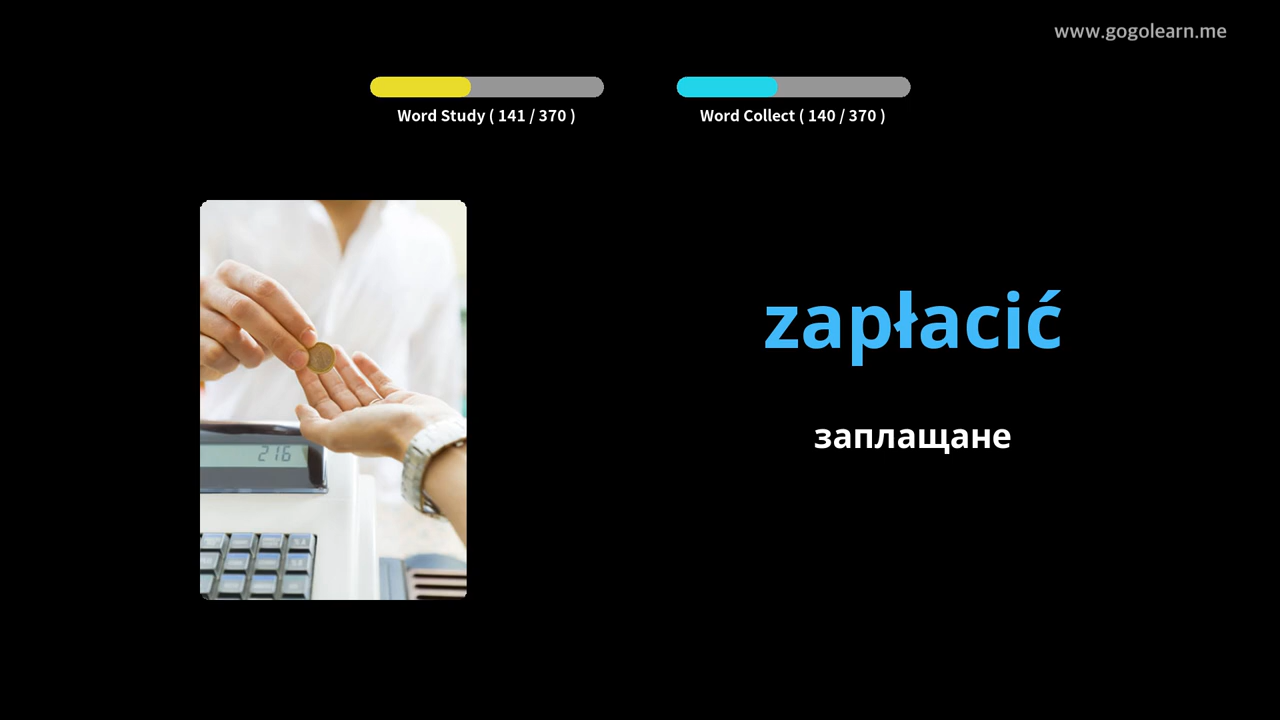 www.gogolearn.me
Word Study ( 141 / 370 )
Word Collect ( 140 / 370 )
216
zapłacić
заплащане